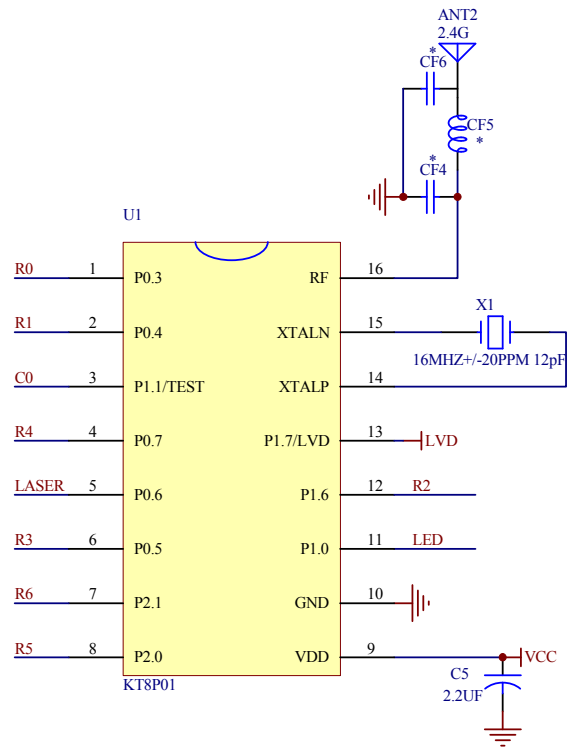 ANT2
2.4G
*
CF6
CF5
*
*
CF4
U1
R0 1 P0.3 RF 16
R1 2 P0.4 XTALN 15
X1
16MHZ+/-20PPM 12pF
C0 3 P1.1/TEST XTALP 14
R4 4 P0.7 P1.7/LVD 13 LVD
LASER 5 P0.6 P1.6 12 R2
R3 6 P0.5 P1.0 11 LED
R6 7 P2.1 GND 10
R5 8 P2.0 VDD 9 VCC
C5
2.2UF
KT8P01